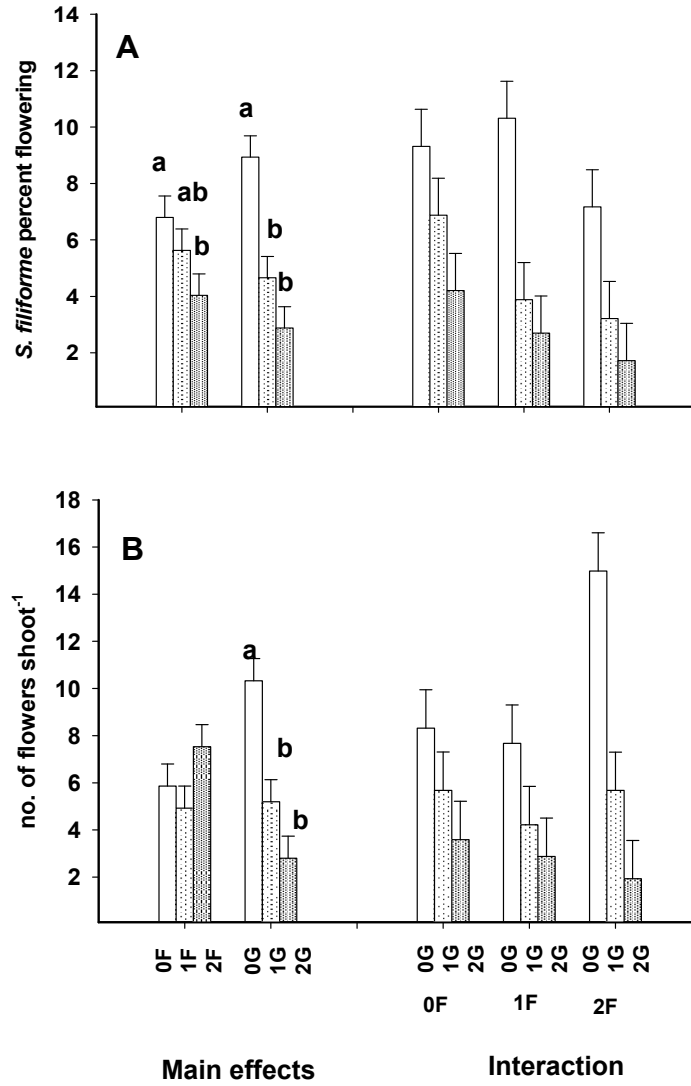 14
A
12
10
8
6
4
2
S. filiforme percent flowering
a
ab
b
a
b
b
18
B
16
14
12
10
8
6
4
2
no. of flowers shoot⁻¹
a
b
b
0F 1F 2F 0G 1G 2G 0G 1G 2G 0G 1G 2G 0G 1G 2G
0F 1F 2F
Main effects Interaction